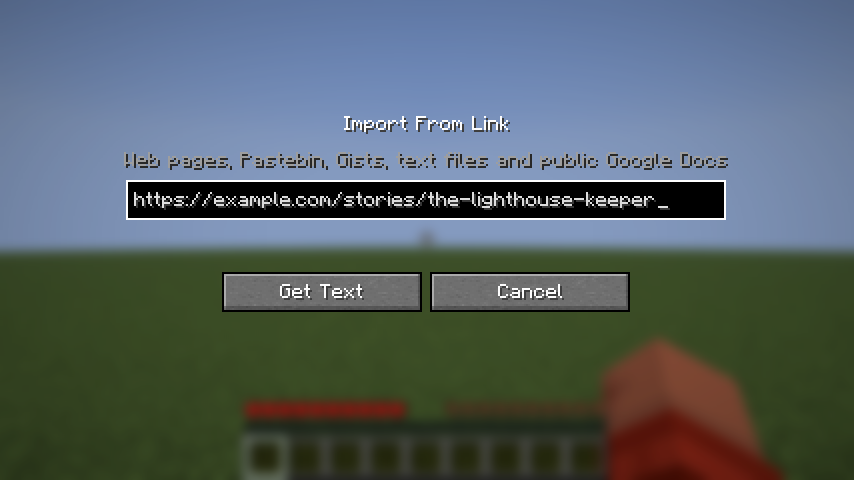 Import From Link
Web pages, Pastebin, Gists, text files and public Google Docs
https://example.com/stories/the-lighthouse-keeper_
Get Text
Cancel